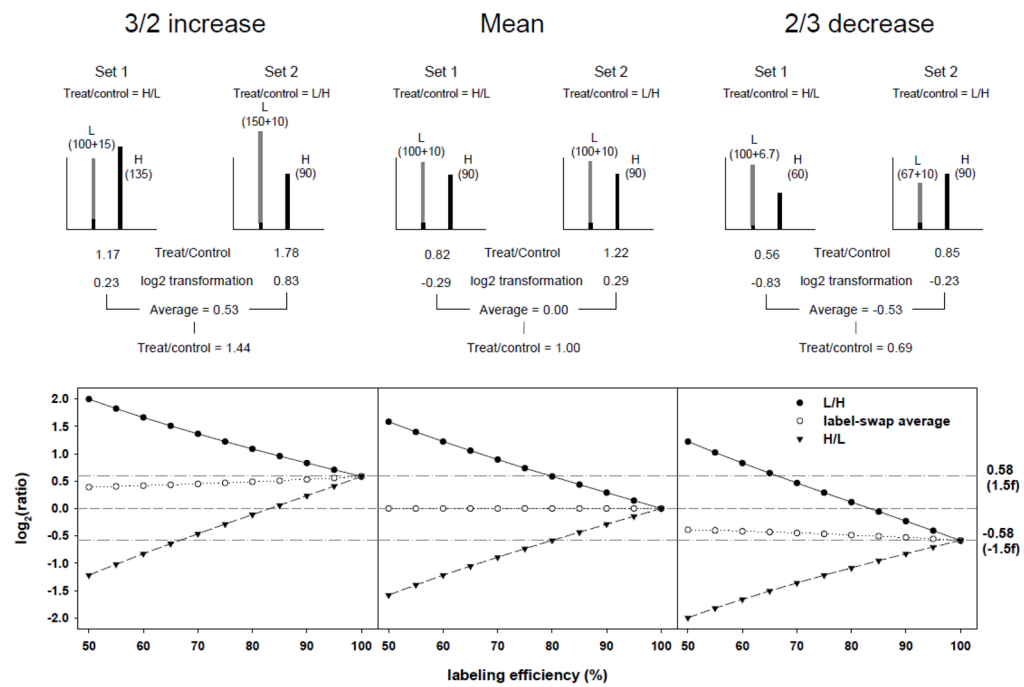 3/2 increase
Mean
2/3 decrease
Set 1
Set 2
Set 1
Set 2
Set 1
Set 2
Treat/control = H/L
Treat/control = L/H
Treat/control = H/L
Treat/control = L/H
Treat/control = H/L
Treat/control = L/H
L
(100+15)
H
(135)
L
(150+10)
H
(90)
L
(100+10)
H
(90)
L
(100+10)
H
(90)
L
(100+6.7)
H
(60)
L
(67+10)
H
(90)
1.17 Treat/Control 1.78
0.82 Treat/Control 1.22
0.56 Treat/Control 0.85
0.23 log2 transformation 0.83
-0.29 log2 transformation 0.29
-0.83 log2 transformation -0.23
Average = 0.53
Average = 0.00
Average = -0.53
Treat/control = 1.44
Treat/control = 1.00
Treat/control = 0.69
log2(ratio)
2.0
1.5
1.0
0.5
0.0
-0.5
-1.0
-1.5
-2.0
L/H
label-swap average
H/L
0.58
(1.5f)
-0.58
(-1.5f)
50 60 70 80 90 100
50 60 70 80 90 100
50 60 70 80 90 100
labeling efficiency (%)